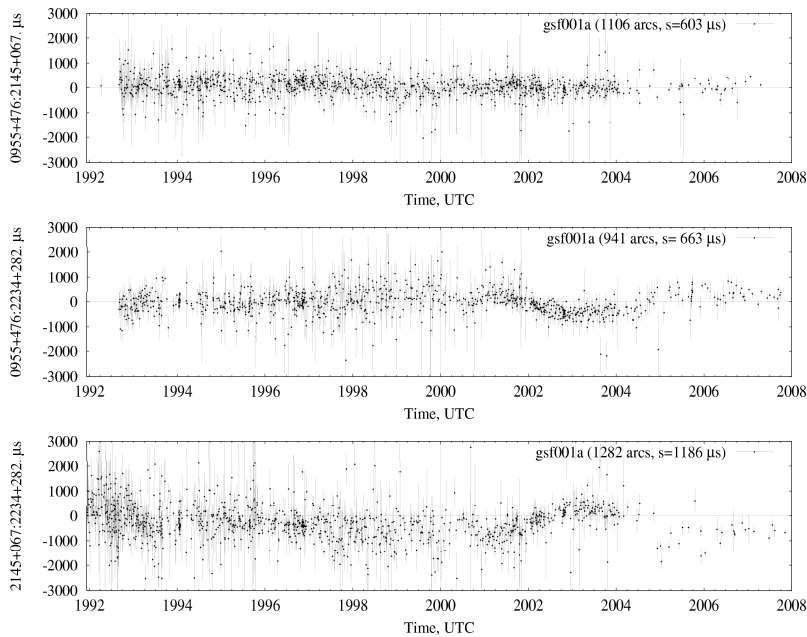 gsf001a (1106 arcs, s=603 µs)
0955+476:2145+067. µs
3000
2000
1000
0
-1000
-2000
-3000
1992 1994 1996 1998 2000 2002 2004 2006 2008
Time, UTC
gsf001a (941 arcs, s= 663 µs)
0955+476:2234+282. µs
3000
2000
1000
0
-1000
-2000
-3000
1992 1994 1996 1998 2000 2002 2004 2006 2008
Time, UTC
gsf001a (1282 arcs, s=1186 µs)
2145+067:2234+282. µs
3000
2000
1000
0
-1000
-2000
-3000
1992 1994 1996 1998 2000 2002 2004 2006 2008
Time, UTC